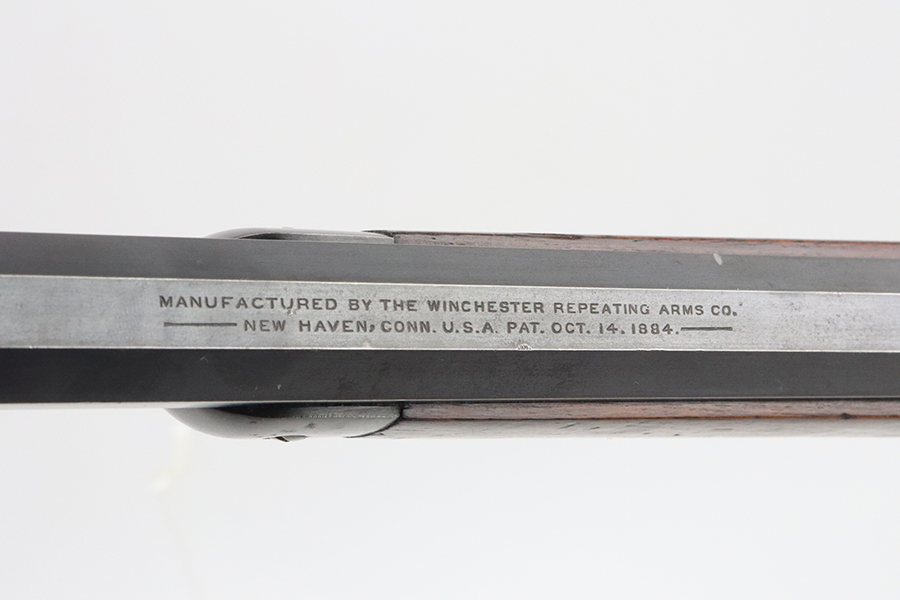 MANUFACTURED BY THE WINCHESTER REPEATING ARMS CO.
NEW HAVEN, CONN. U.S.A. PAT. OCT. 14. 1884.